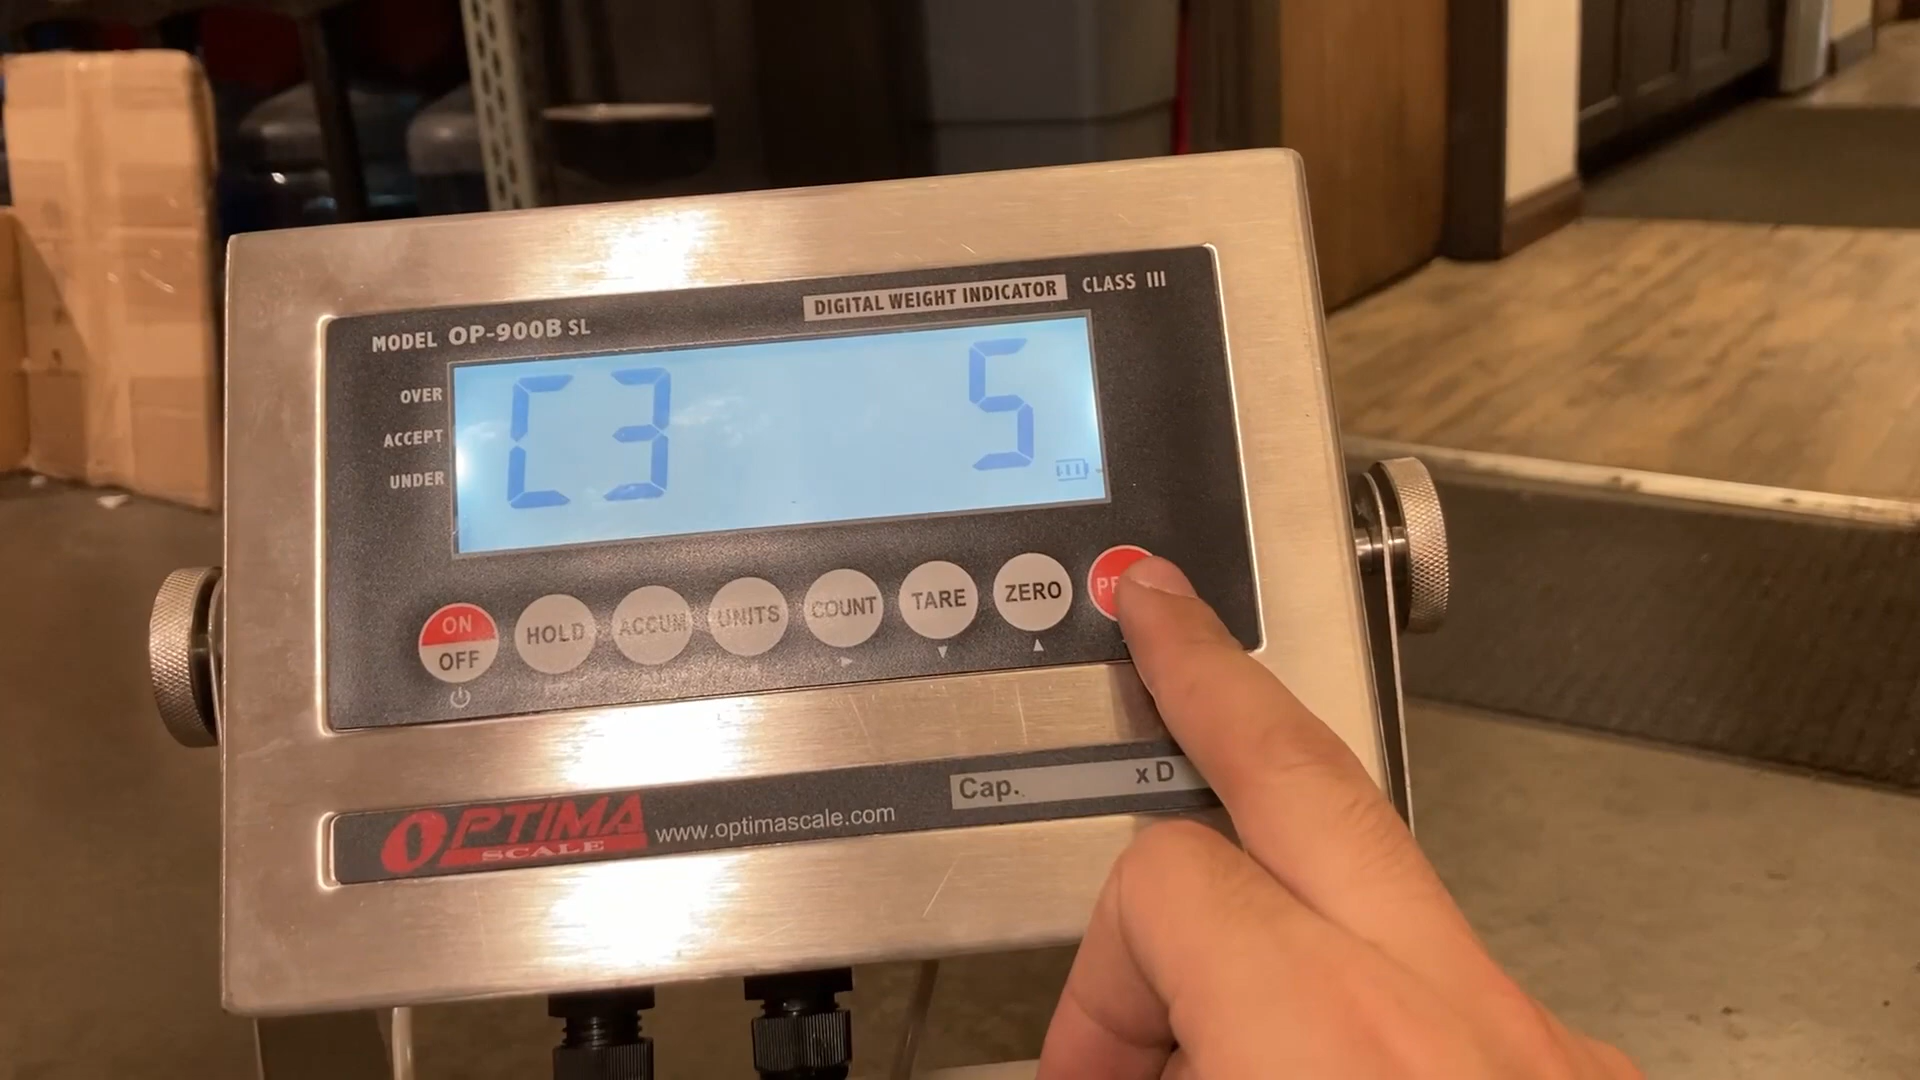 DIGITAL WEIGHT INDICATOR CLASS III
MODEL OP-900B SL
OVER
ACCEPT
UNDER
C3 5
ON
OFF
HOLD
ACCUM
UNITS
COUNT
TARE
ZERO
Cap. x D
OPTIMA
SCALE
www.optimascale.com